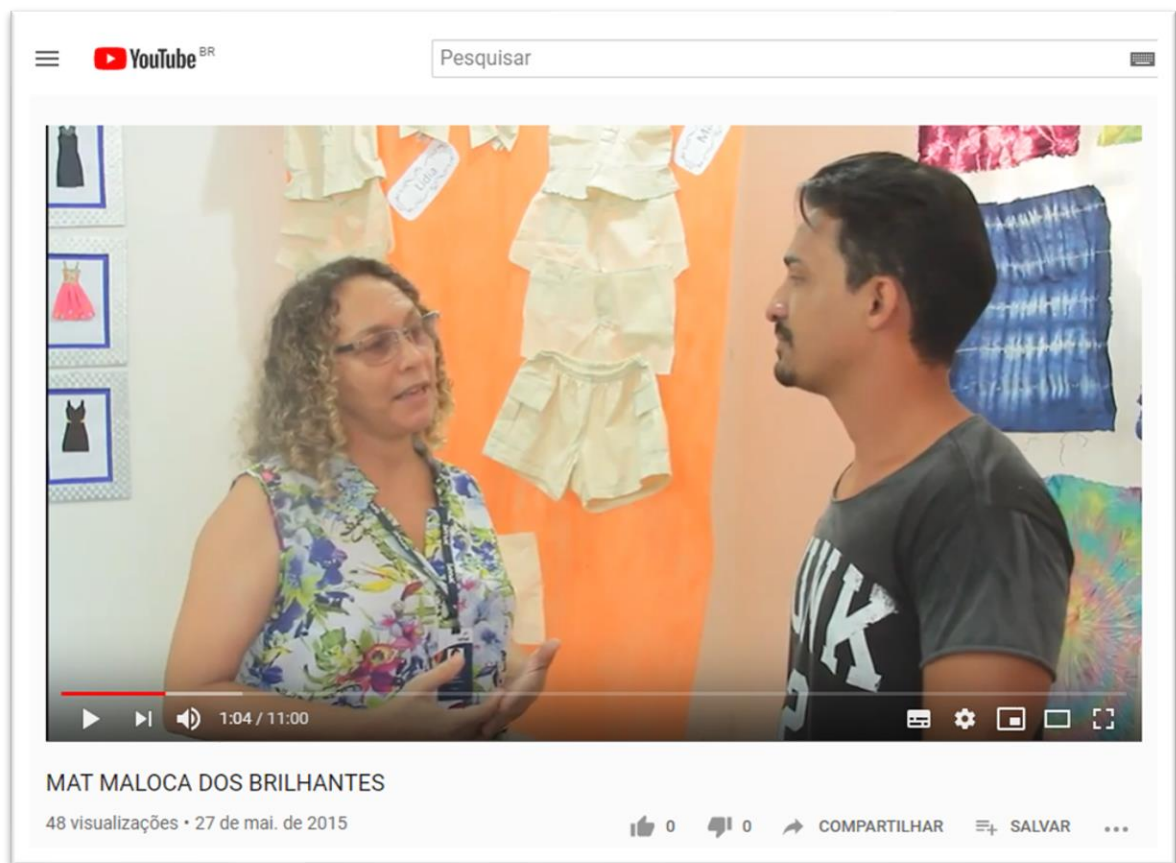 YouTube BR
Pesquisar
Lidia
NK
1:04 / 11:00
MAT MALOCA DOS BRILHANTES
48 visualizações • 27 de mai. de 2015
0 0 COMPARTILHAR SALVAR